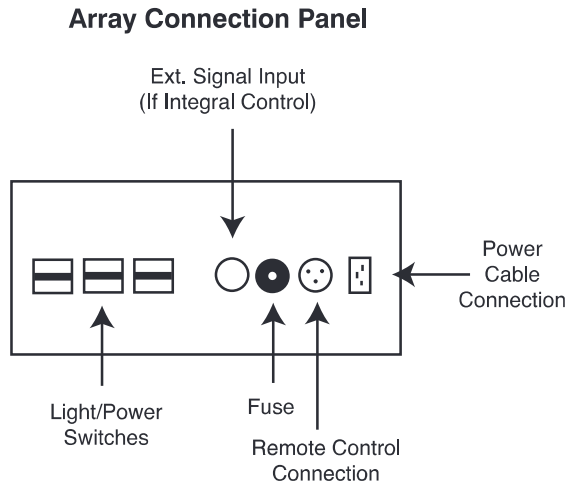 Array Connection Panel
Ext. Signal Input
(If Integral Control)
Power
Cable
Connection
Light/Power
Switches
Fuse
Remote Control
Connection